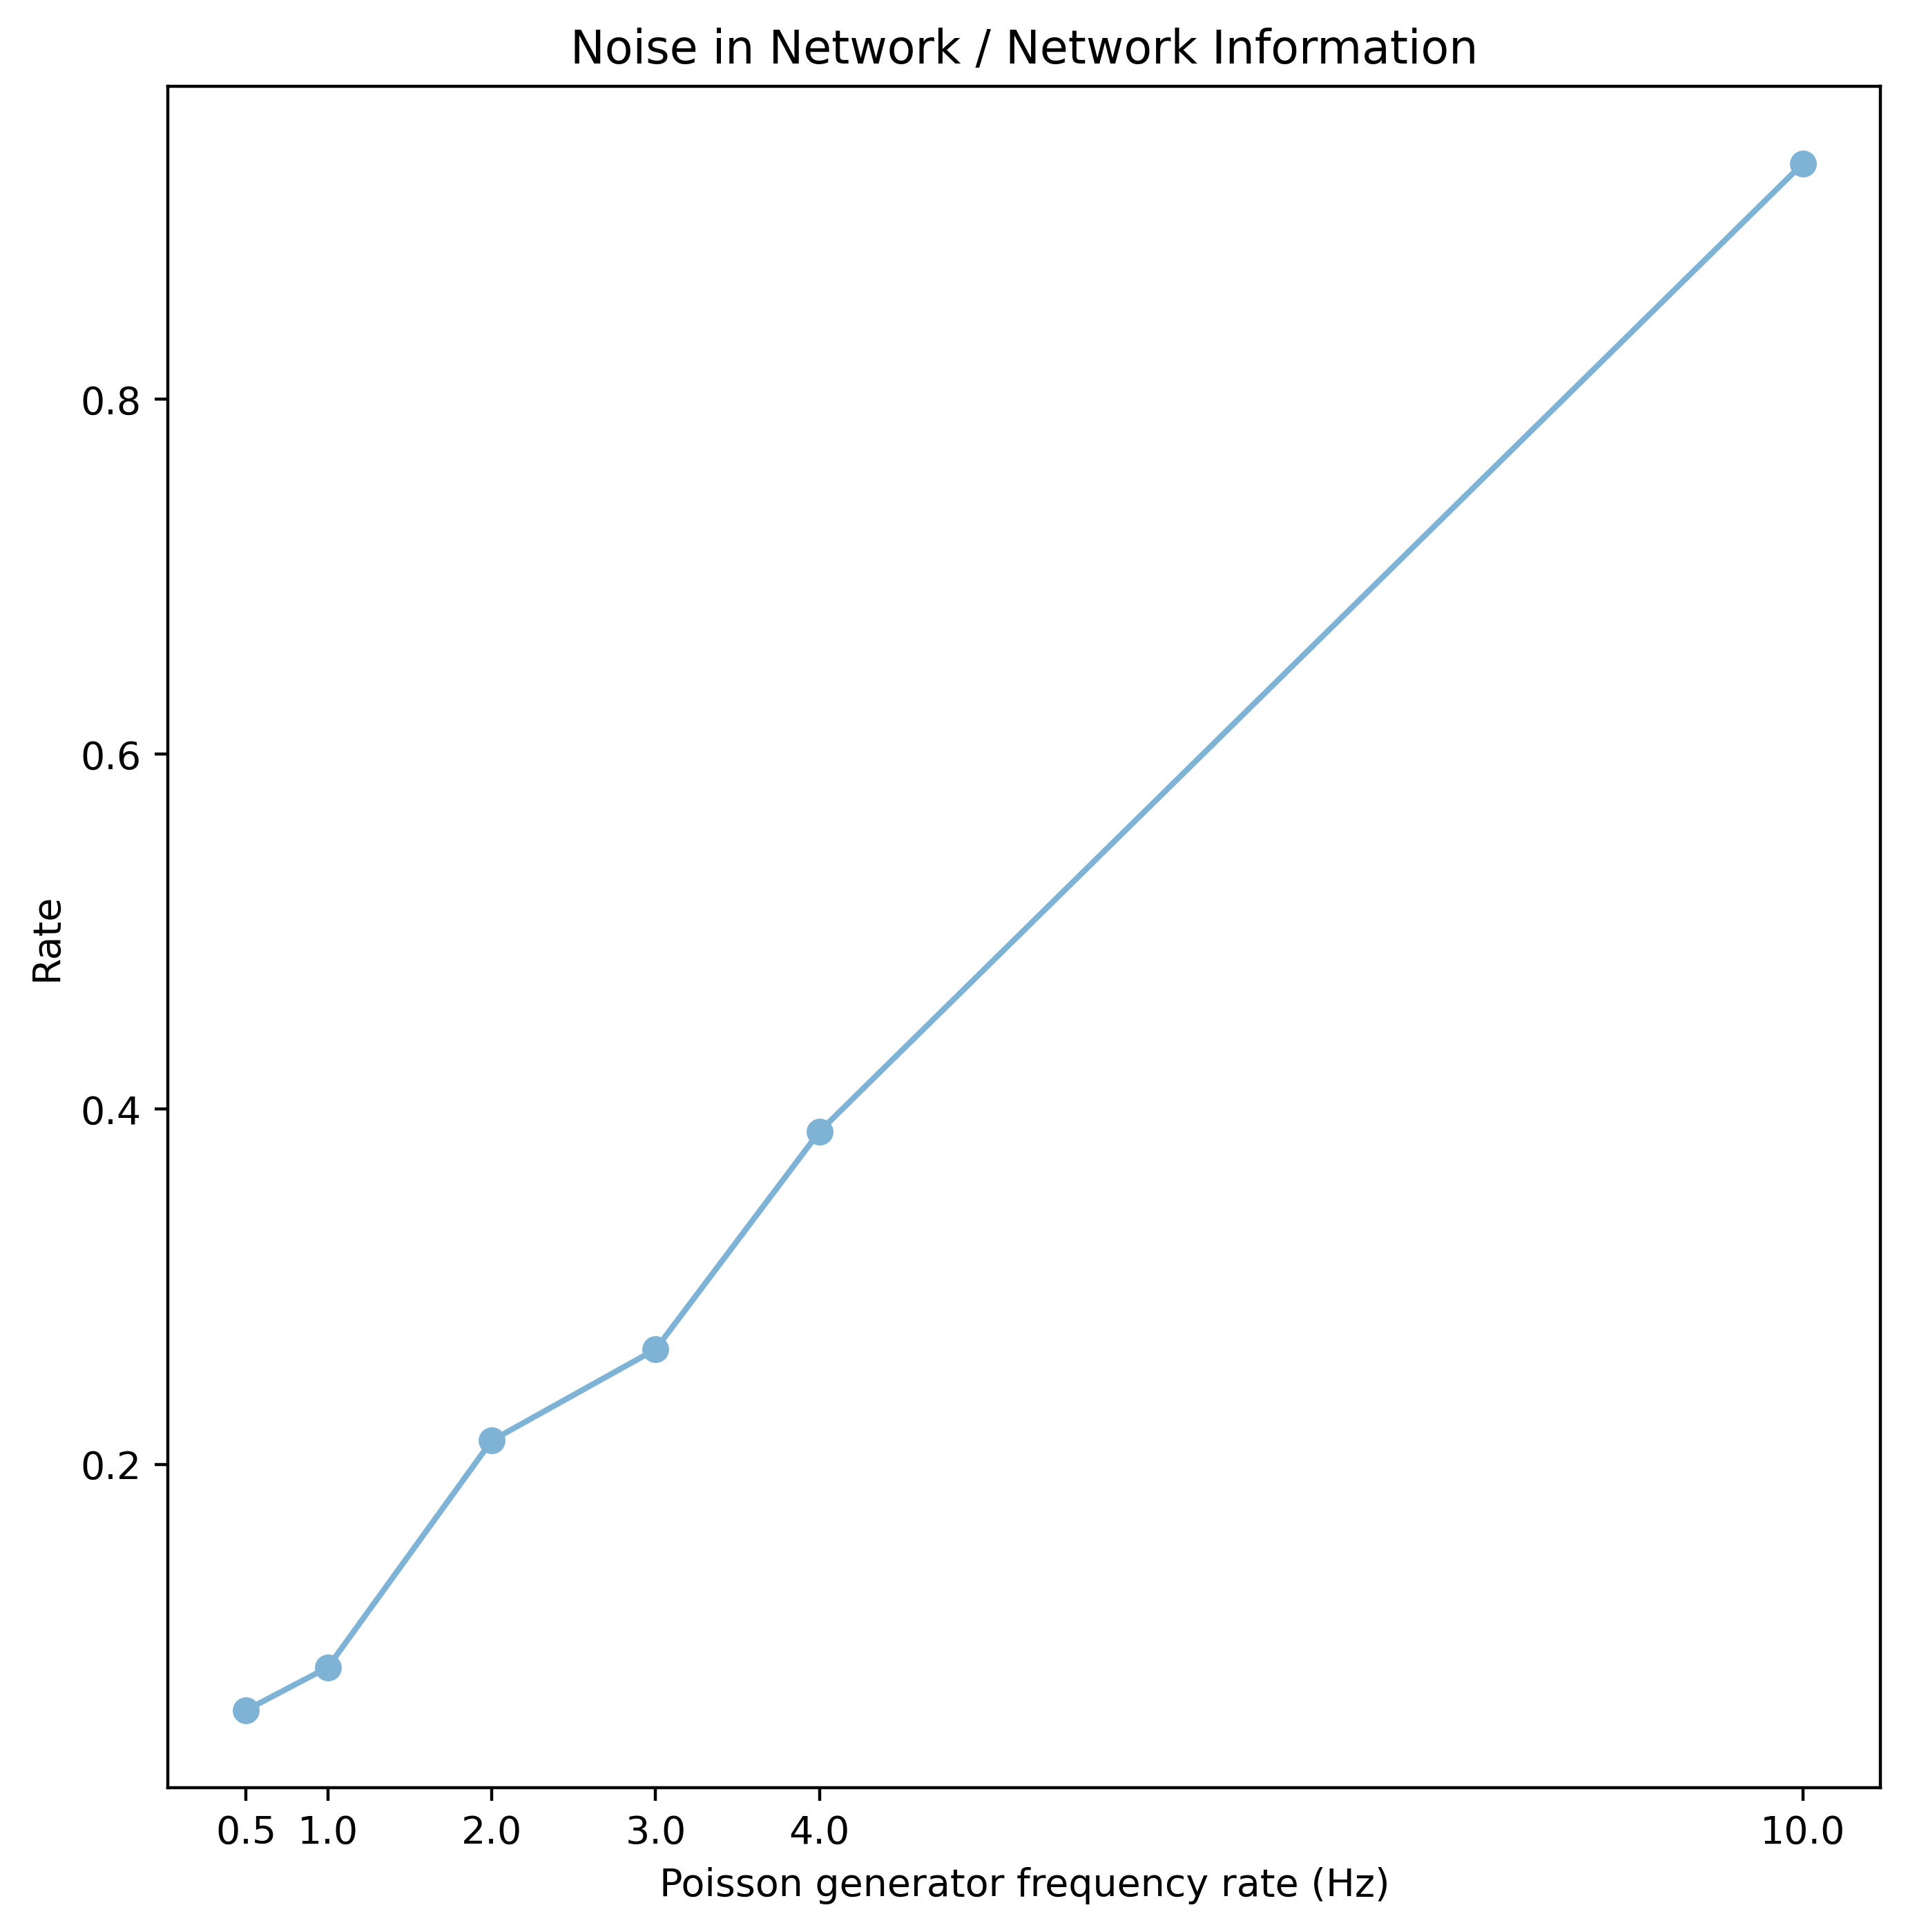 Noise in Network / Network Information
0.8
0.6
Rate
0.4
0.2
0.5 1.0 2.0 3.0 4.0 10.0
Poisson generator frequency rate (Hz)